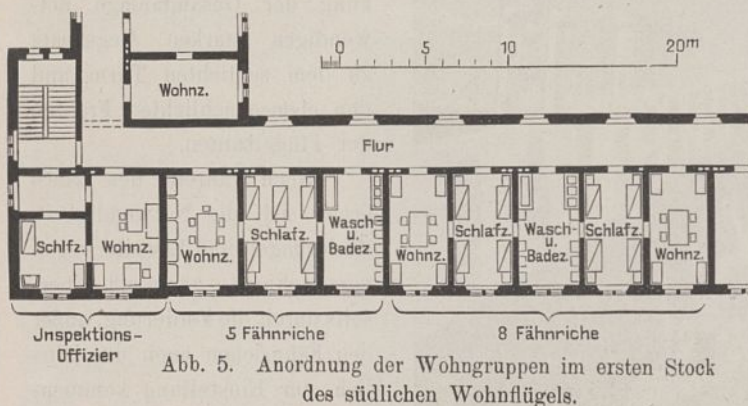 0 5 10 20 m
Wohnz.
Flur
Schlfz.
Wohnz.
Wohnz.
Schlafz.
Wasch-
u.
Badez.
Wohnz.
Schlafz.
Wasch-
u.
Badez.
Schlafz.
Wohnz.
Jnspektions-
Offizier
5 Fähnriche
8 Fähnriche
Abb. 5. Anordnung der Wohngruppen im ersten Stock
des südlichen Wohnflügels.